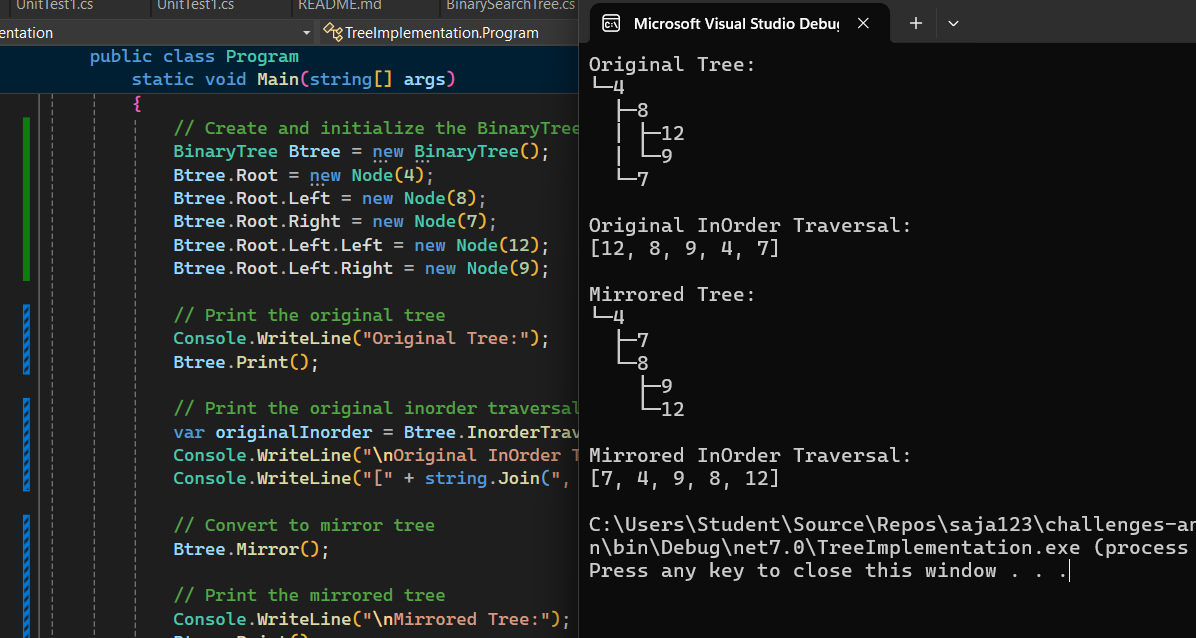 UnitTest1.cs UnitTest1.cs README.md BinarySearchTree.cs
entation TreeImplementation.Program
public class Program
static void Main(string[] args)
{
// Create and initialize the BinaryTree
BinaryTree Btree = new BinaryTree();
Btree.Root = new Node(4);
Btree.Root.Left = new Node(8);
Btree.Root.Right = new Node(7);
Btree.Root.Left.Left = new Node(12);
Btree.Root.Left.Right = new Node(9);
// Print the original tree
Console.WriteLine("Original Tree:");
Btree.Print();
// Print the original inorder traversal
var originalInorder = Btree.InorderTrav
Console.WriteLine("\nOriginal InOrder T
Console.WriteLine("[" + string.Join(",
// Convert to mirror tree
Btree.Mirror();
// Print the mirrored tree
Console.WriteLine("\nMirrored Tree:");
Btree.Print()
Microsoft Visual Studio Debu
Original Tree:
└─4
├─8
│ ├─12
│ └─9
└─7
Original InOrder Traversal:
[12, 8, 9, 4, 7]
Mirrored Tree:
└─4
├─7
└─8
├─9
└─12
Mirrored InOrder Traversal:
[7, 4, 9, 8, 12]
C:\Users\Student\Source\Repos\saja123\challenges-an
n\bin\Debug\net7.0\TreeImplementation.exe (process
Press any key to close this window . . .